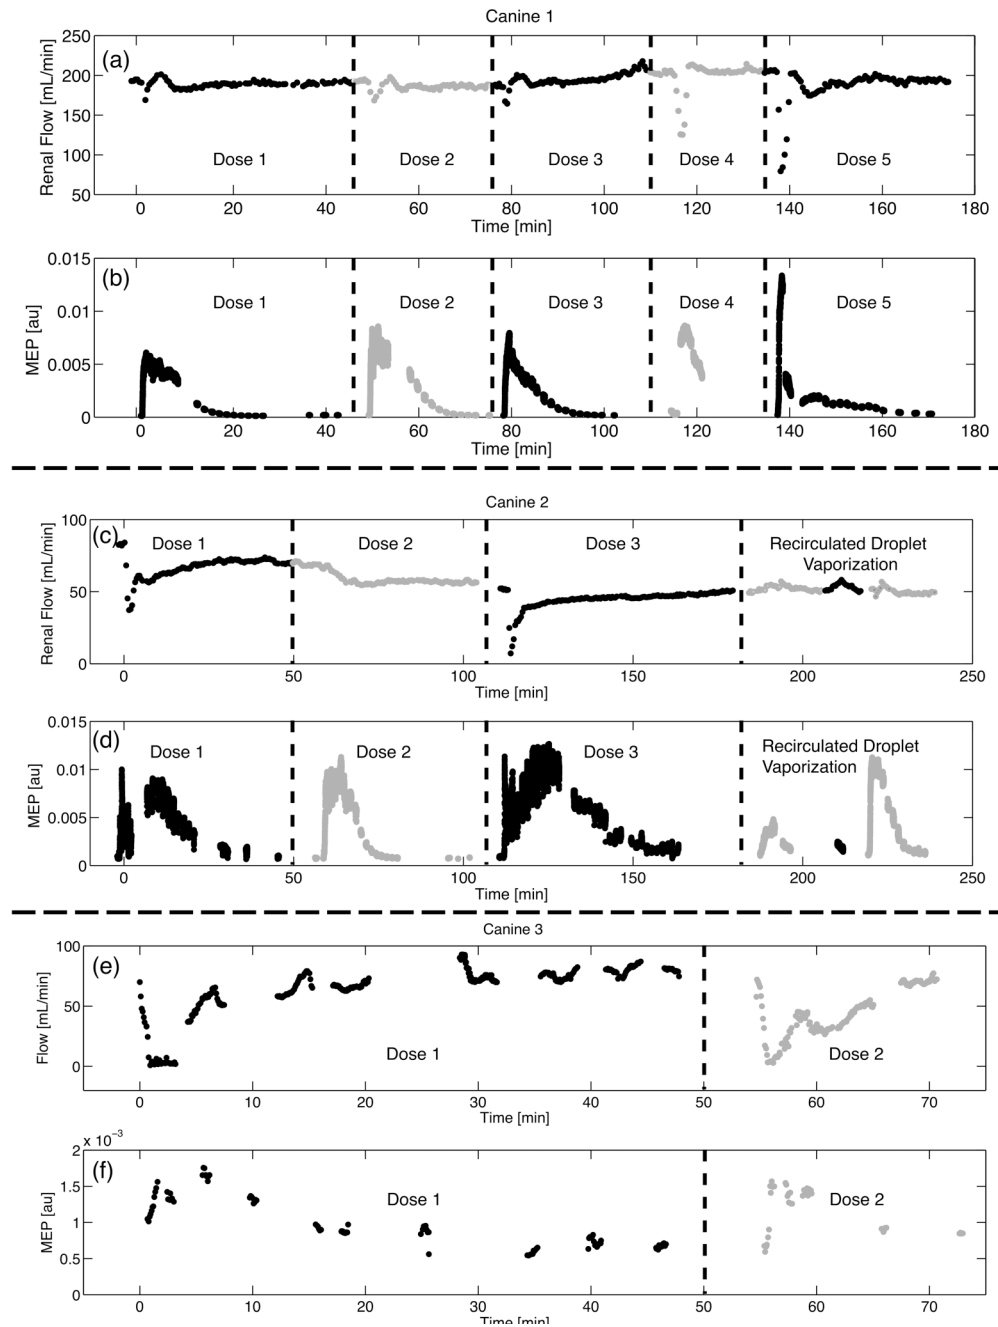 Canine 1
(a)
Renal Flow [mL/min]
250
200
150
100
50
Dose 1
Dose 2
Dose 3
Dose 4
Dose 5
0 20 40 60 80 100 120 140 160 180
Time [min]
(b)
MEP [au]
0.015
0.01
0.005
0
Dose 1
Dose 2
Dose 3
Dose 4
Dose 5
0 20 40 60 80 100 120 140 160 180
Time [min]
Canine 2
(c)
Renal Flow [mL/min]
100
50
0
Dose 1
Dose 2
Dose 3
Recirculated Droplet
Vaporization
0 50 100 150 200 250
Time [min]
(d)
MEP [au]
0.015
0.01
0.005
0
Dose 1
Dose 2
Dose 3
Recirculated Droplet
Vaporization
0 50 100 150 200 250
Time [min]
Canine 3
(e)
Flow [mL/min]
100
50
0
Dose 1
Dose 2
0 10 20 30 40 50 60 70
Time [min]
x 10⁻³
(f)
MEP [au]
2
1.5
1
0.5
0
Dose 1
Dose 2
0 10 20 30 40 50 60 70
Time [min]